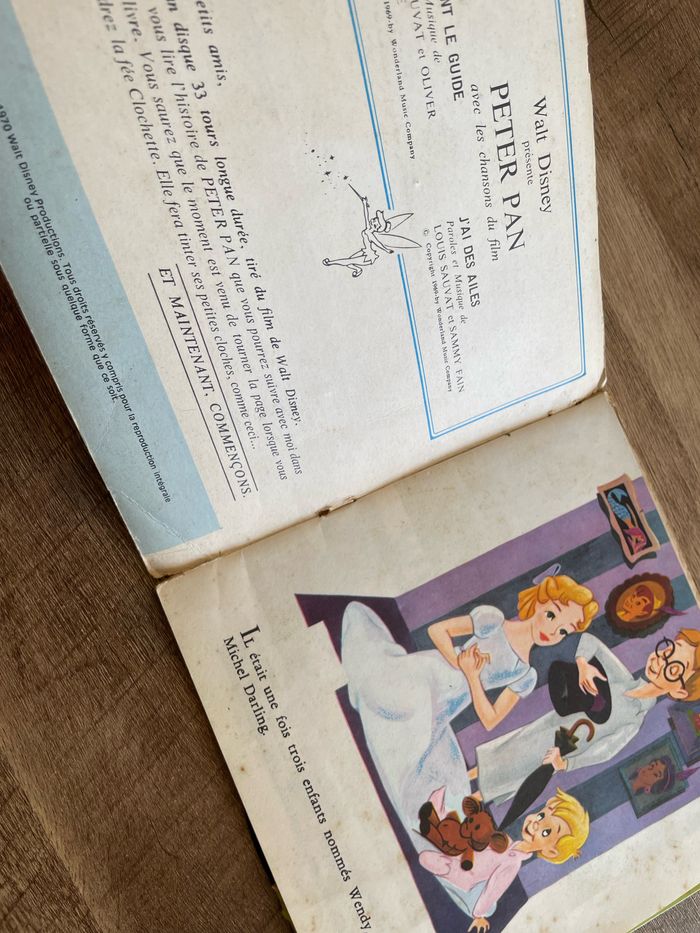 Walt Disney
présente
PETER PAN
avec les chansons du film
NT LE GUIDE
Musique de
UVAT et OLIVER
1969-by Wonderland Music Company
J'AI DES AILES
Paroles et Musique de
LOUIS SAUVAT et SAMMY FAIN
© Copyright 1969-by Wonderland Music Company
etits amis,
n disque 33 tours longue durée, tiré du film de Walt Disney.
vous lire l'histoire de PETER PAN que vous pourrez suivre avec moi dans
livre. Vous saurez que le moment est venu de tourner la page lorsque vous
drez la fée Clochette. Elle fera tinter ses petites cloches, comme ceci...
ET MAINTENANT, COMMENÇONS.
1970 Walt Disney Productions. Tous droits réservés y compris pour la reproduction intégrale
ou partielle sous quelque forme que ce soit.
IL était une fois trois enfants nommés Wendy
Michel Darling.